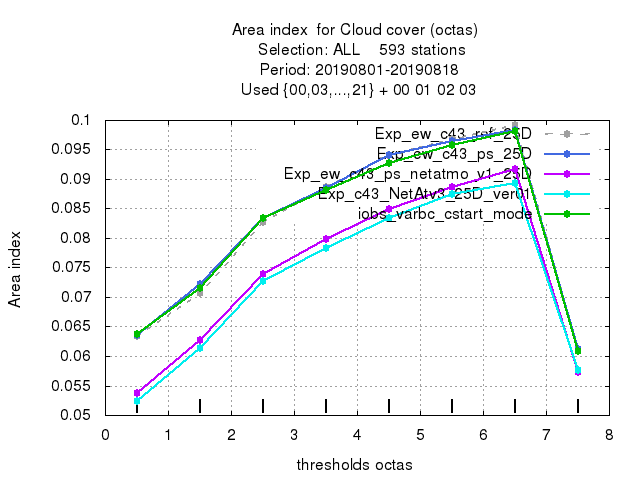 Area index  for Cloud cover (octas)
Selection: ALL    593 stations
Period: 20190801-20190818
Used {00,03,...,21} + 00 01 02 03
0.1
0.095
0.09
0.085
0.08
0.075
0.07
0.065
0.06
0.055
0.05
Area index
Exp_ew_c43_ref_25D
Exp_ew_c43_ps_25D
Exp_ew_c43_ps_netatmo_v1_25D
Exp_c43_NetAtv3_25D_ver01
iobs_varbc_cstart_mode
0 1 2 3 4 5 6 7 8
thresholds octas